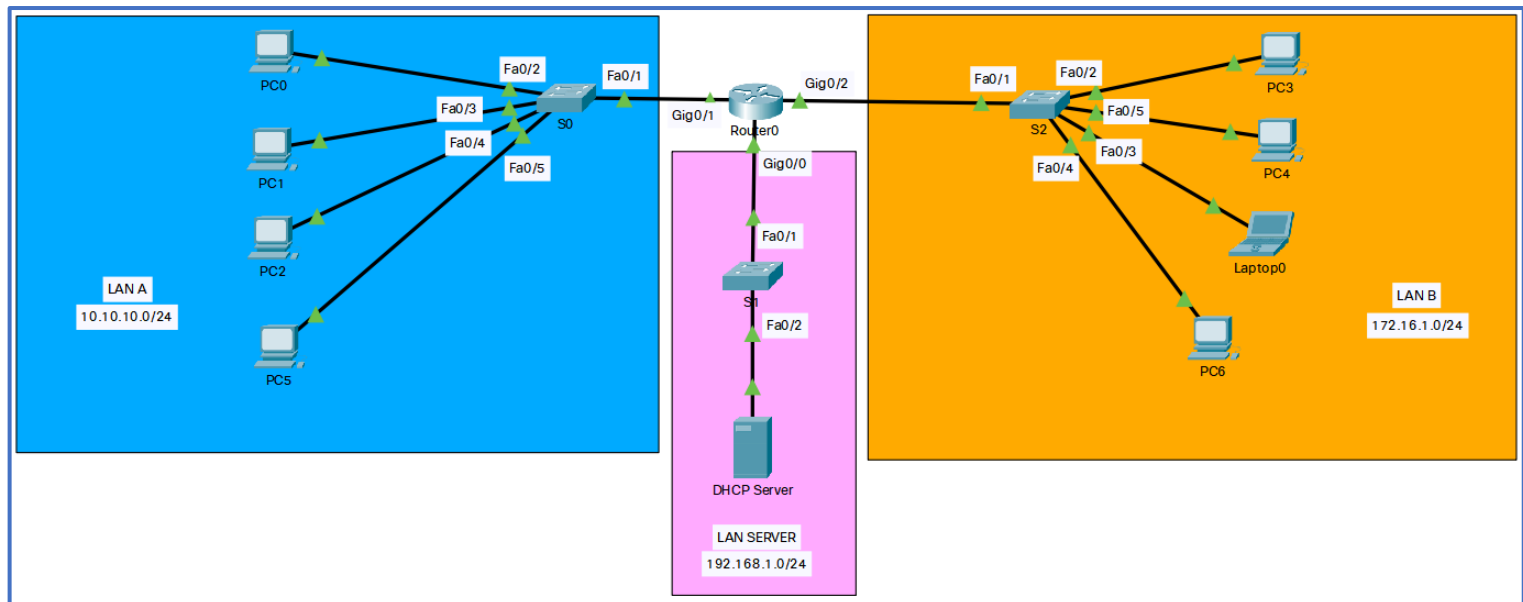 PC0
Fa0/2
Fa0/1
Fa0/3
PC1
Fa0/4
S0
Fa0/5
PC2
LAN A
10.10.10.0/24
PC5
Gig0/1
Router0
Gig0/2
Gig0/0
Fa0/1
S1
Fa0/2
DHCP Server
LAN SERVER
192.168.1.0/24
Fa0/1
Fa0/2
PC3
S2
Fa0/5
Fa0/3
Fa0/4
PC4
Laptop0
LAN B
172.16.1.0/24
PC6